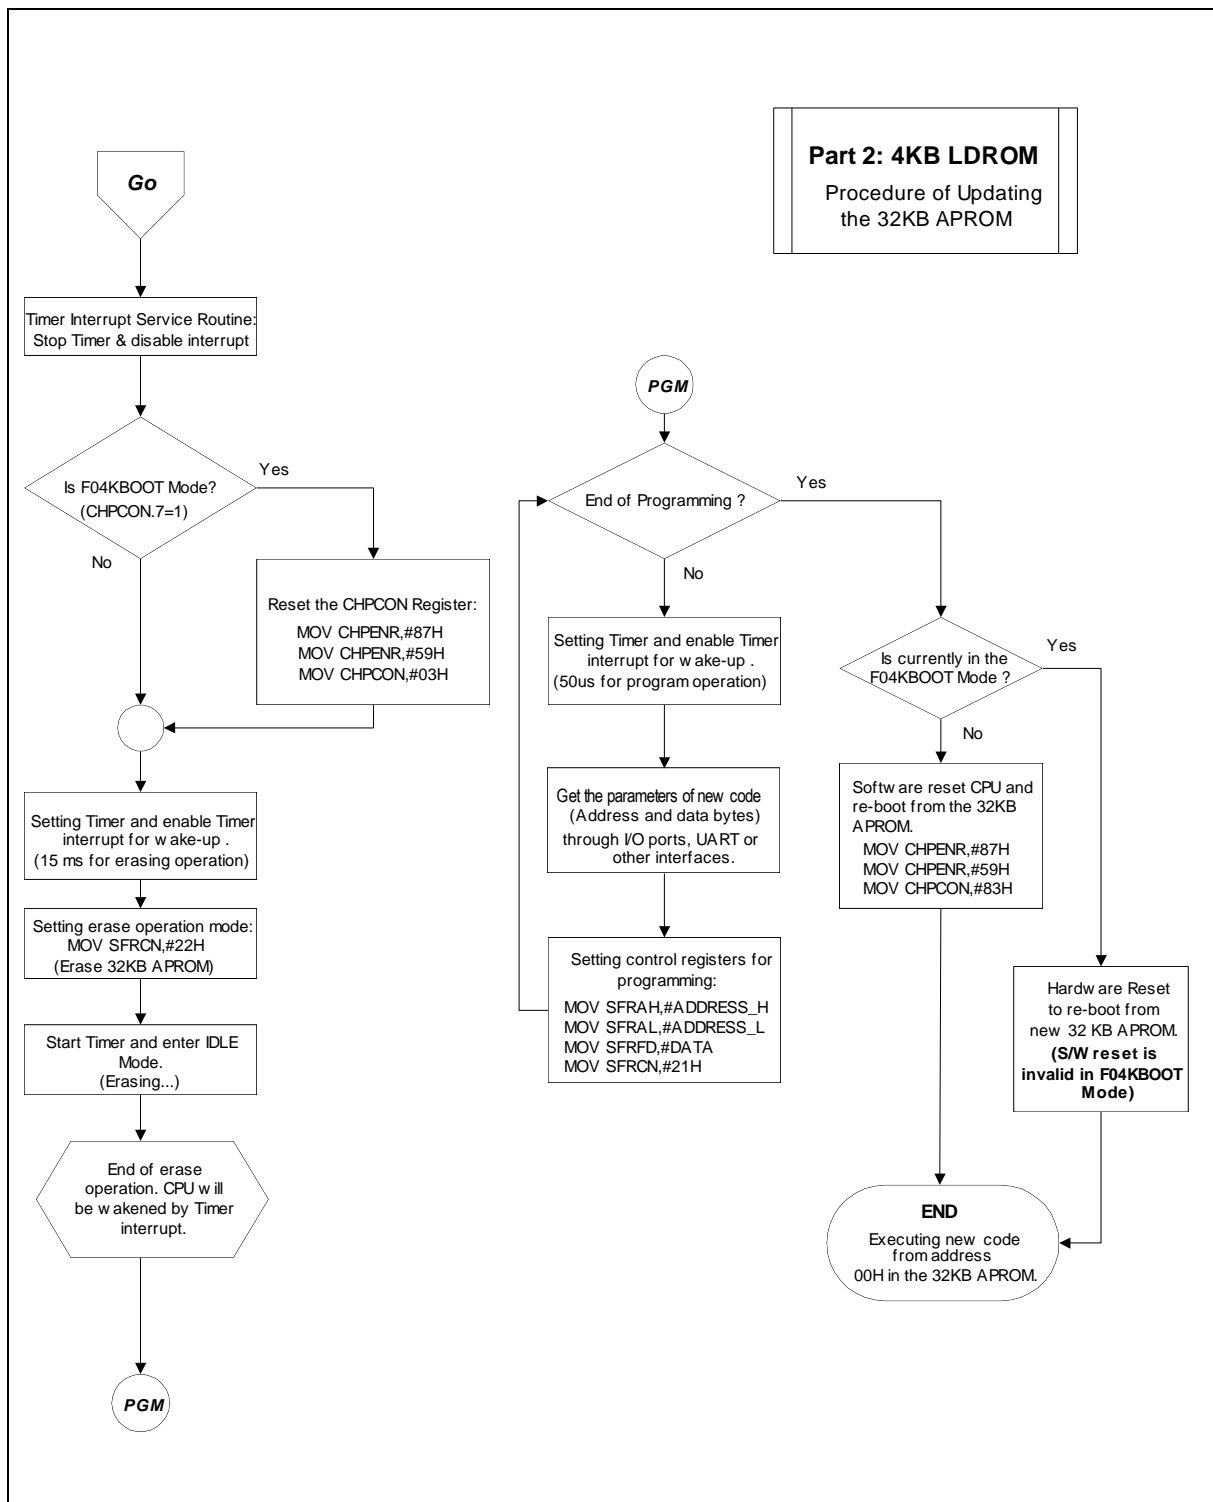 Part 2: 4KB LDROM
Procedure of Updating
the 32KB APROM
Go
Timer Interrupt Service Routine:
Stop Timer & disable interrupt
Is F04KBOOT Mode?
(CHPCON.7=1)
Yes
No
Reset the CHPCON Register:
MOV CHPENR,#87H
MOV CHPENR,#59H
MOV CHPCON,#03H
Setting Timer and enable Timer
interrupt for wake-up .
(15 ms for erasing operation)
Setting erase operation mode:
MOV SFRCN,#22H
(Erase 32KB APROM)
Start Timer and enter IDLE
Mode.
(Erasing...)
End of erase
operation. CPU will
be wakened by Timer
interrupt.
PGM
PGM
End of Programming ?
Yes
No
Setting Timer and enable Timer
interrupt for wake-up .
(50us for program operation)
Get the parameters of new code
(Address and data bytes)
through I/O ports, UART or
other interfaces.
Setting control registers for
programming:
MOV SFRAH,#ADDRESS_H
MOV SFRAL,#ADDRESS_L
MOV SFRFD,#DATA
MOV SFRCN,#21H
Is currently in the
F04KBOOT Mode ?
Yes
No
Software reset CPU and
re-boot from the 32KB
APROM.
MOV CHPENR,#87H
MOV CHPENR,#59H
MOV CHPCON,#83H
Hardware Reset
to re-boot from
new 32 KB APROM.
(S/W reset is
invalid in F04KBOOT
Mode)
END
Executing new code
from address
00H in the 32KB APROM.